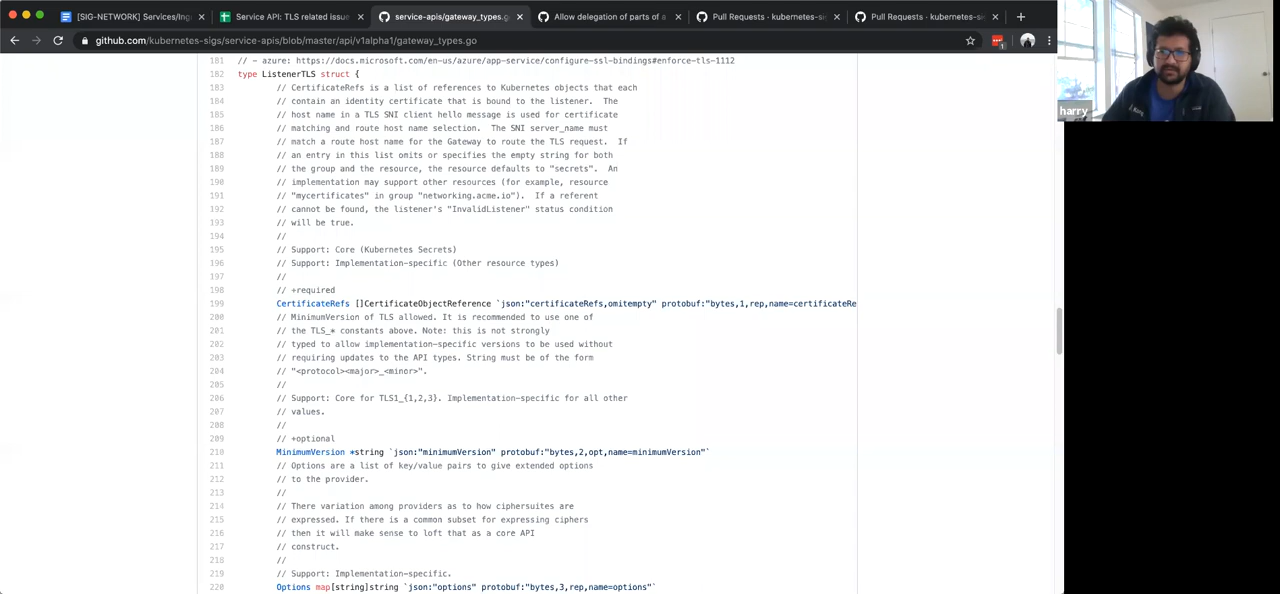 [SIG-NETWORK] Services/Ing
Service API: TLS related issue
service-apis/gateway_types.g
Allow delegation of parts of a
Pull Requests · kubernetes-s
Pull Requests · kubernetes-s
github.com/kubernetes-sigs/service-apis/blob/master/api/v1alpha1/gateway_types.go
harry
181 // - azure: https://docs.microsoft.com/en-us/azure/app-service/configure-ssl-bindings#enforce-tls-1112
182 type ListenerTLS struct {
183 // CertificateRefs is a list of references to Kubernetes objects that each
184 // contain an identity certificate that is bound to the listener.  The
185 // host name in a TLS SNI client hello message is used for certificate
186 // matching and route host name selection.  The SNI server_name must
187 // match a route host name for the Gateway to route the TLS request.  If
188 // an entry in this list omits or specifies the empty string for both
189 // the group and the resource, the resource defaults to "secrets".  An
190 // implementation may support other resources (for example, resource
191 // "mycertificates" in group "networking.acme.io").  If a referent
192 // cannot be found, the listener's "InvalidListener" status condition
193 // will be true.
194 //
195 // Support: Core (Kubernetes Secrets)
196 // Support: Implementation-specific (Other resource types)
197 //
198 // +required
199 CertificateRefs []CertificateObjectReference `json:"certificateRefs,omitempty" protobuf:"bytes,1,rep,name=certificateRe
200 // MinimumVersion of TLS allowed. It is recommended to use one of
201 // the TLS_* constants above. Note: this is not strongly
202 // typed to allow implementation-specific versions to be used without
203 // requiring updates to the API types. String must be of the form
204 // "<protocol><major>_<minor>".
205 //
206 // Support: Core for TLS1_{1,2,3}. Implementation-specific for all other
207 // values.
208 //
209 // +optional
210 MinimumVersion *string `json:"minimumVersion" protobuf:"bytes,2,opt,name=minimumVersion"`
211 // Options are a list of key/value pairs to give extended options
212 // to the provider.
213 //
214 // There variation among providers as to how ciphersuites are
215 // expressed. If there is a common subset for expressing ciphers
216 // then it will make sense to loft that as a core API
217 // construct.
218 //
219 // Support: Implementation-specific.
220 Options map[string]string `json:"options" protobuf:"bytes,3,rep,name=options"`